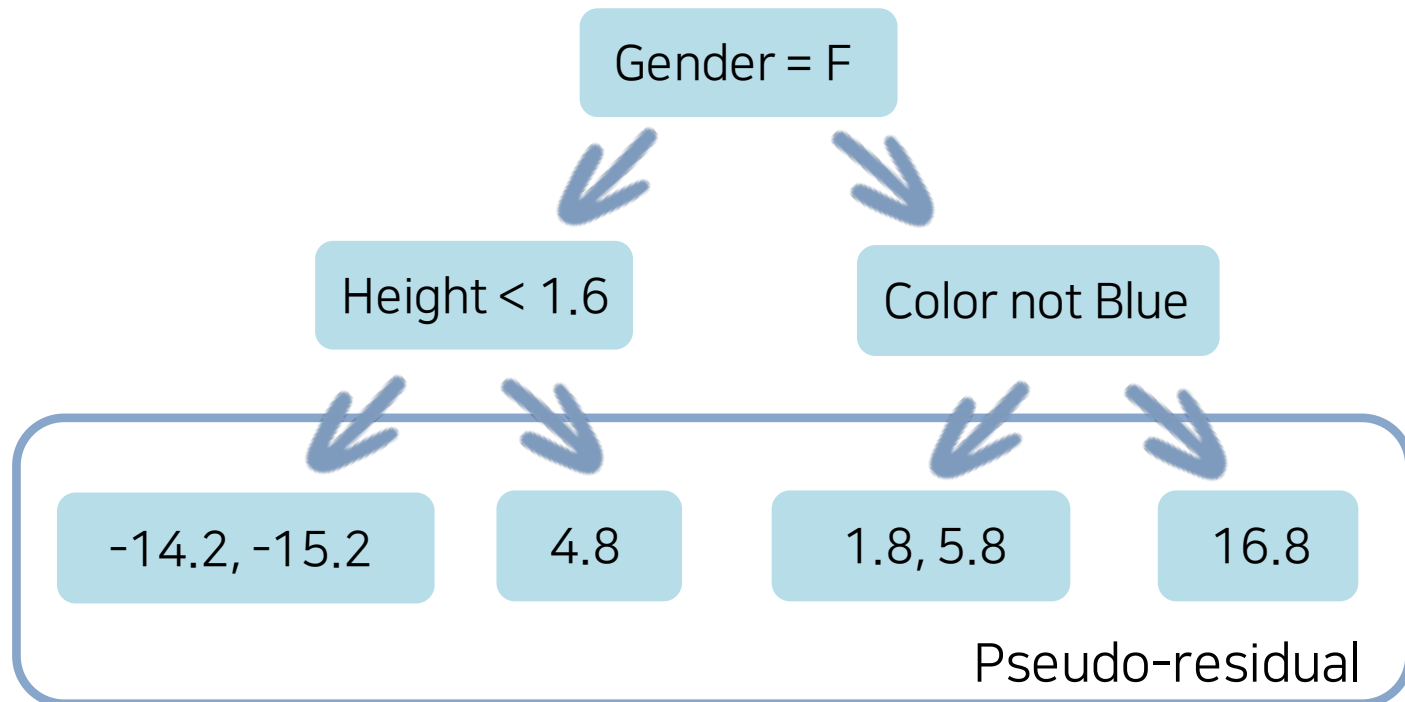 Gender = F
Height < 1.6
Color not Blue
-14.2, -15.2
4.8
1.8, 5.8
16.8
Pseudo-residual